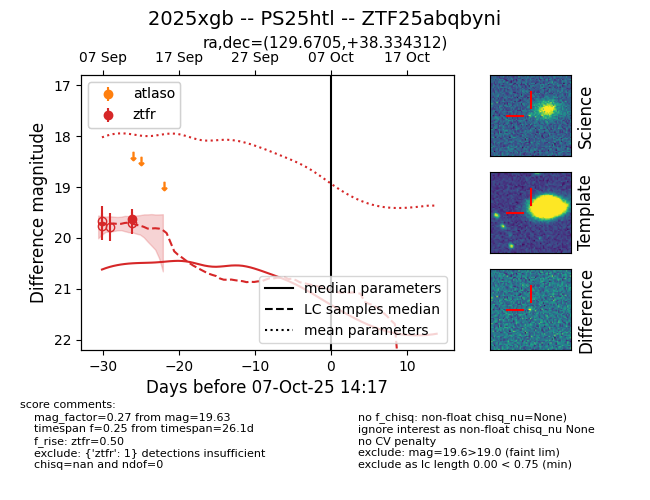 2025xgb -- PS25htl -- ZTF25abqbyni
ra,dec=(129.6705,+38.334312)
07 Sep 17 Sep 27 Sep 07 Oct 17 Oct
17
18
19
20
21
22
Difference magnitude
atlaso
ztfr
median parameters
LC samples median
mean parameters
−30 −20 −10 0 10
Days before 07-Oct-25 14:17
Science
Template
Difference
score comments:
mag_factor=0.27 from mag=19.63
timespan f=0.25 from timespan=26.1d
f_rise: ztfr=0.50
exclude: {'ztfr': 1} detections insufficient
chisq=nan and ndof=0
no f_chisq: non-float chisq_nu=None)
ignore interest as non-float chisq_nu None
no CV penalty
exclude: mag=19.6>19.0 (faint lim)
exclude as lc length 0.00 < 0.75 (min)